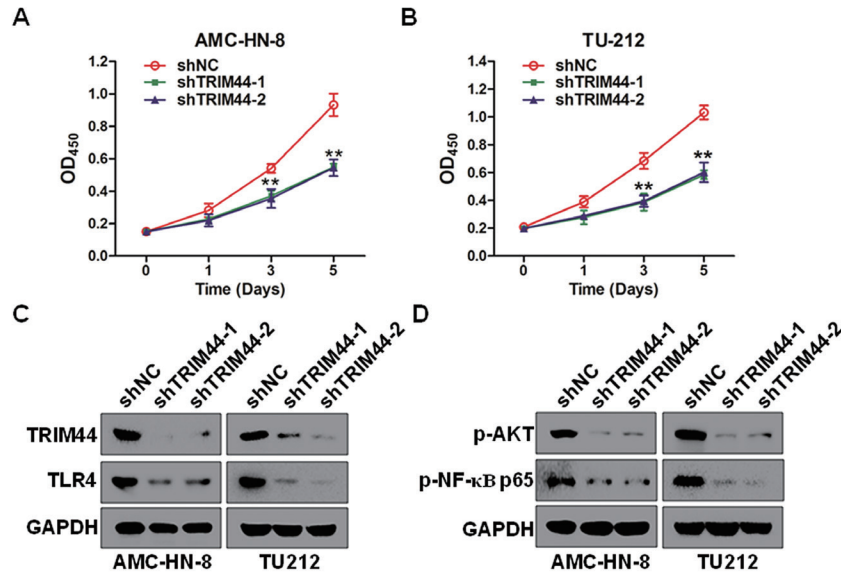 A
AMC-HN-8
shNC
shTRIM44-1
shTRIM44-2
OD450
1.2
1.0
0.8
0.6
0.4
0.2
0.0
**
**
0
1
3
5
Time (Days)
B
TU-212
shNC
shTRIM44-1
shTRIM44-2
OD450
1.4
1.2
1.0
0.8
0.6
0.4
0.2
0.0
**
**
0
1
3
5
Time (Days)
C
shNC
shTRIM44-1
shTRIM44-2
shNC
shTRIM44-1
shTRIM44-2
TRIM44
TLR4
GAPDH
AMC-HN-8
TU212
D
shNC
shTRIM44-1
shTRIM44-2
shNC
shTRIM44-1
shTRIM44-2
p-AKT
p-NF-κB p65
GAPDH
AMC-HN-8
TU212